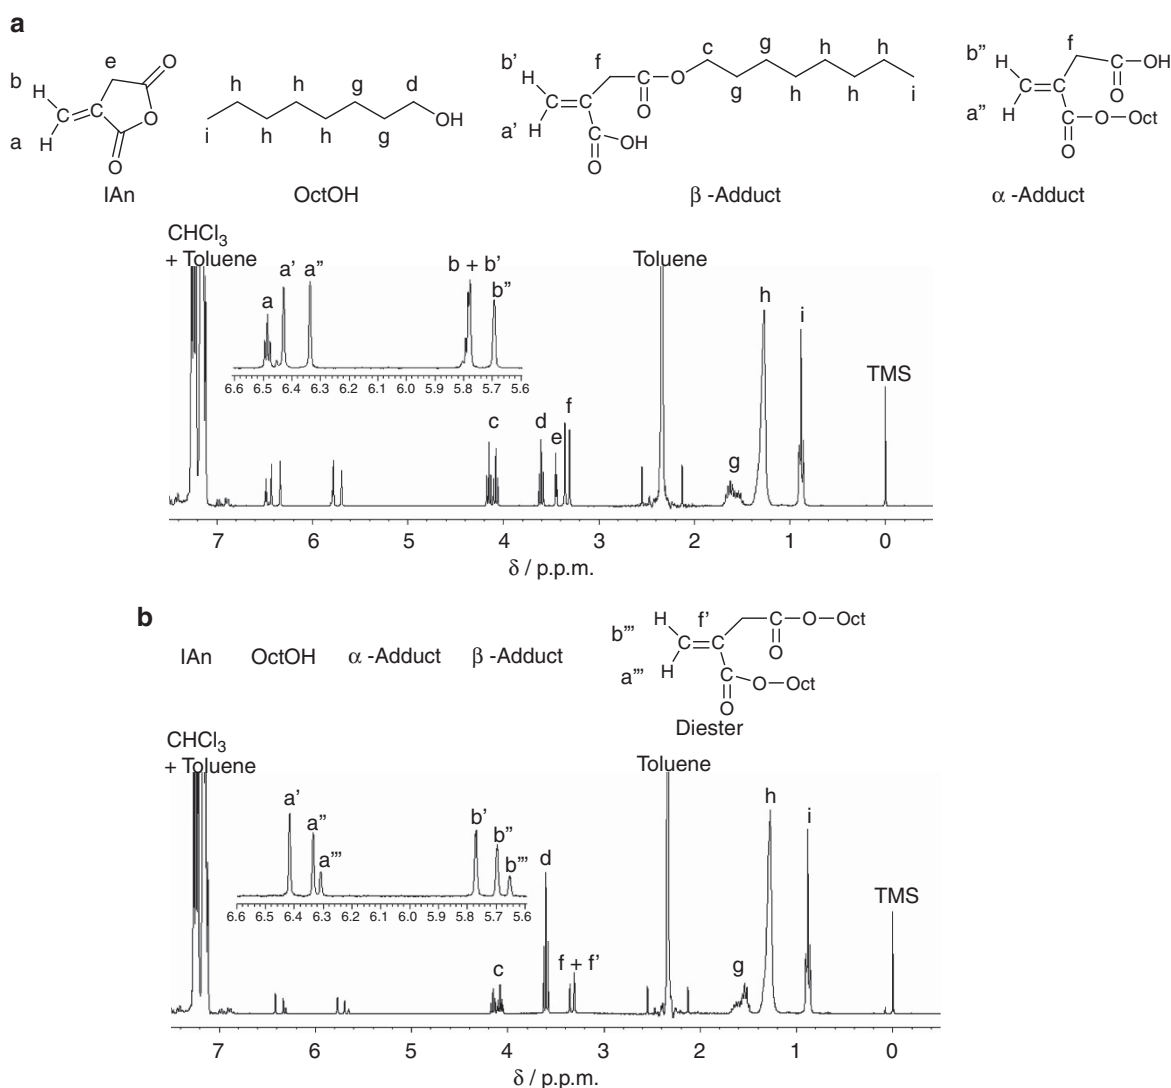 a
e
b
H
H
a
C
C
C
C
O
O
O
IAn
h h g d
i h h g OH
OctOH
f c g h h
b' H
H
a'
C C C O
O
C OH
O
g h h i
β -Adduct
b" f
H
H
a"
C C C OH
O
C O Oct
O
α -Adduct
CHCl3
+ Toluene
a a' a" b + b' b"
6.6 6.5 6.4 6.3 6.2 6.1 6.0 5.9 5.8 5.7 5.6
c d e f
Toluene
g h i
TMS
7 6 5 4 3 2 1 0
δ / p.p.m.
b
IAn OctOH α -Adduct β -Adduct
b''' H f'
H
a'''
C C C O Oct
O
C O Oct
O
Diester
CHCl3
+ Toluene
a' a" a''' b' b" b'''
6.6 6.5 6.4 6.3 6.2 6.1 6.0 5.9 5.8 5.7 5.6
c d f + f'
Toluene
g h i
TMS
7 6 5 4 3 2 1 0
δ / p.p.m.